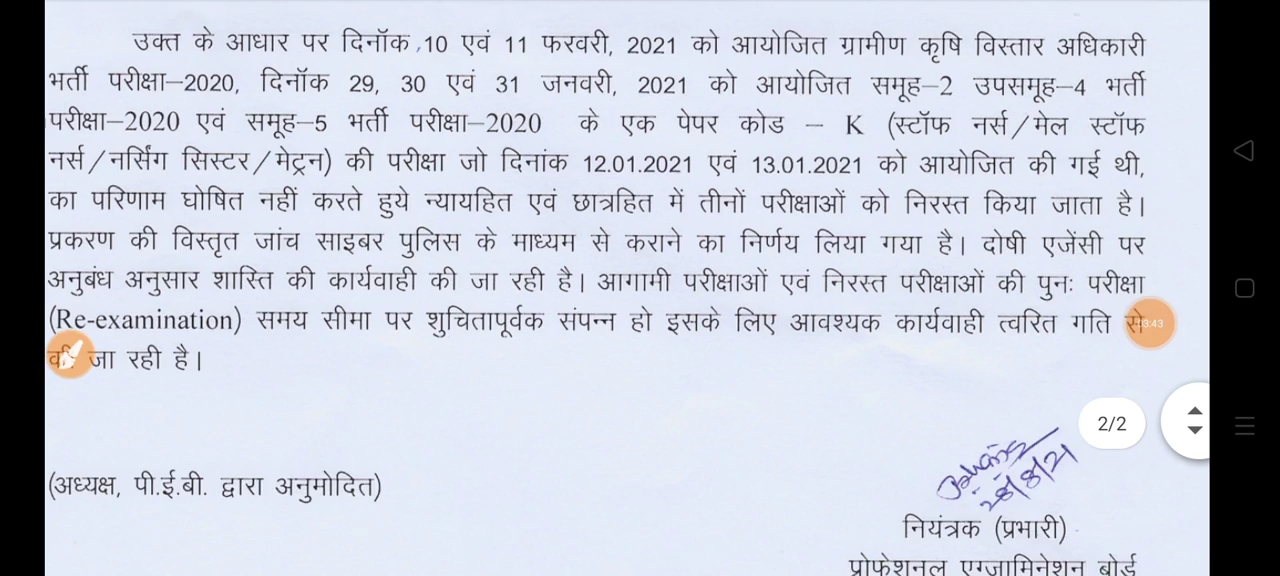 उक्त के आधार पर दिनॉक 10 एवं 11 फरवरी, 2021 को आयोजित ग्रामीण कृषि विस्तार अधिकारी
भर्ती परीक्षा–2020, दिनॉक 29, 30 एवं 31 जनवरी, 2021 को आयोजित समूह–2 उपसमूह–4 भर्ती
परीक्षा–2020 एवं समूह–5 भर्ती परीक्षा–2020 के एक पेपर कोड – K (स्टॉफ नर्स/मेल स्टॉफ
नर्स/नर्सिंग सिस्टर/मेट्रन) की परीक्षा जो दिनांक 12.01.2021 एवं 13.01.2021 को आयोजित की गई थी,
का परिणाम घोषित नहीं करते हुये न्यायहित एवं छात्रहित में तीनों परीक्षाओं को निरस्त किया जाता है।
प्रकरण की विस्तृत जांच साइबर पुलिस के माध्यम से कराने का निर्णय लिया गया है। दोषी एजेंसी पर
अनुबंध अनुसार शास्ति की कार्यवाही की जा रही है। आगामी परीक्षाओं एवं निरस्त परीक्षाओं की पुनः परीक्षा
(Re-examination) समय सीमा पर शुचितापूर्वक संपन्न हो इसके लिए आवश्यक कार्यवाही त्वरित गति से
03:43
की जा रही है।
2/2
(अध्यक्ष, पी.ई.बी. द्वारा अनुमोदित)
नियंत्रक (प्रभारी)
प्रोफेशनल एग्जामिनेशन बोर्ड